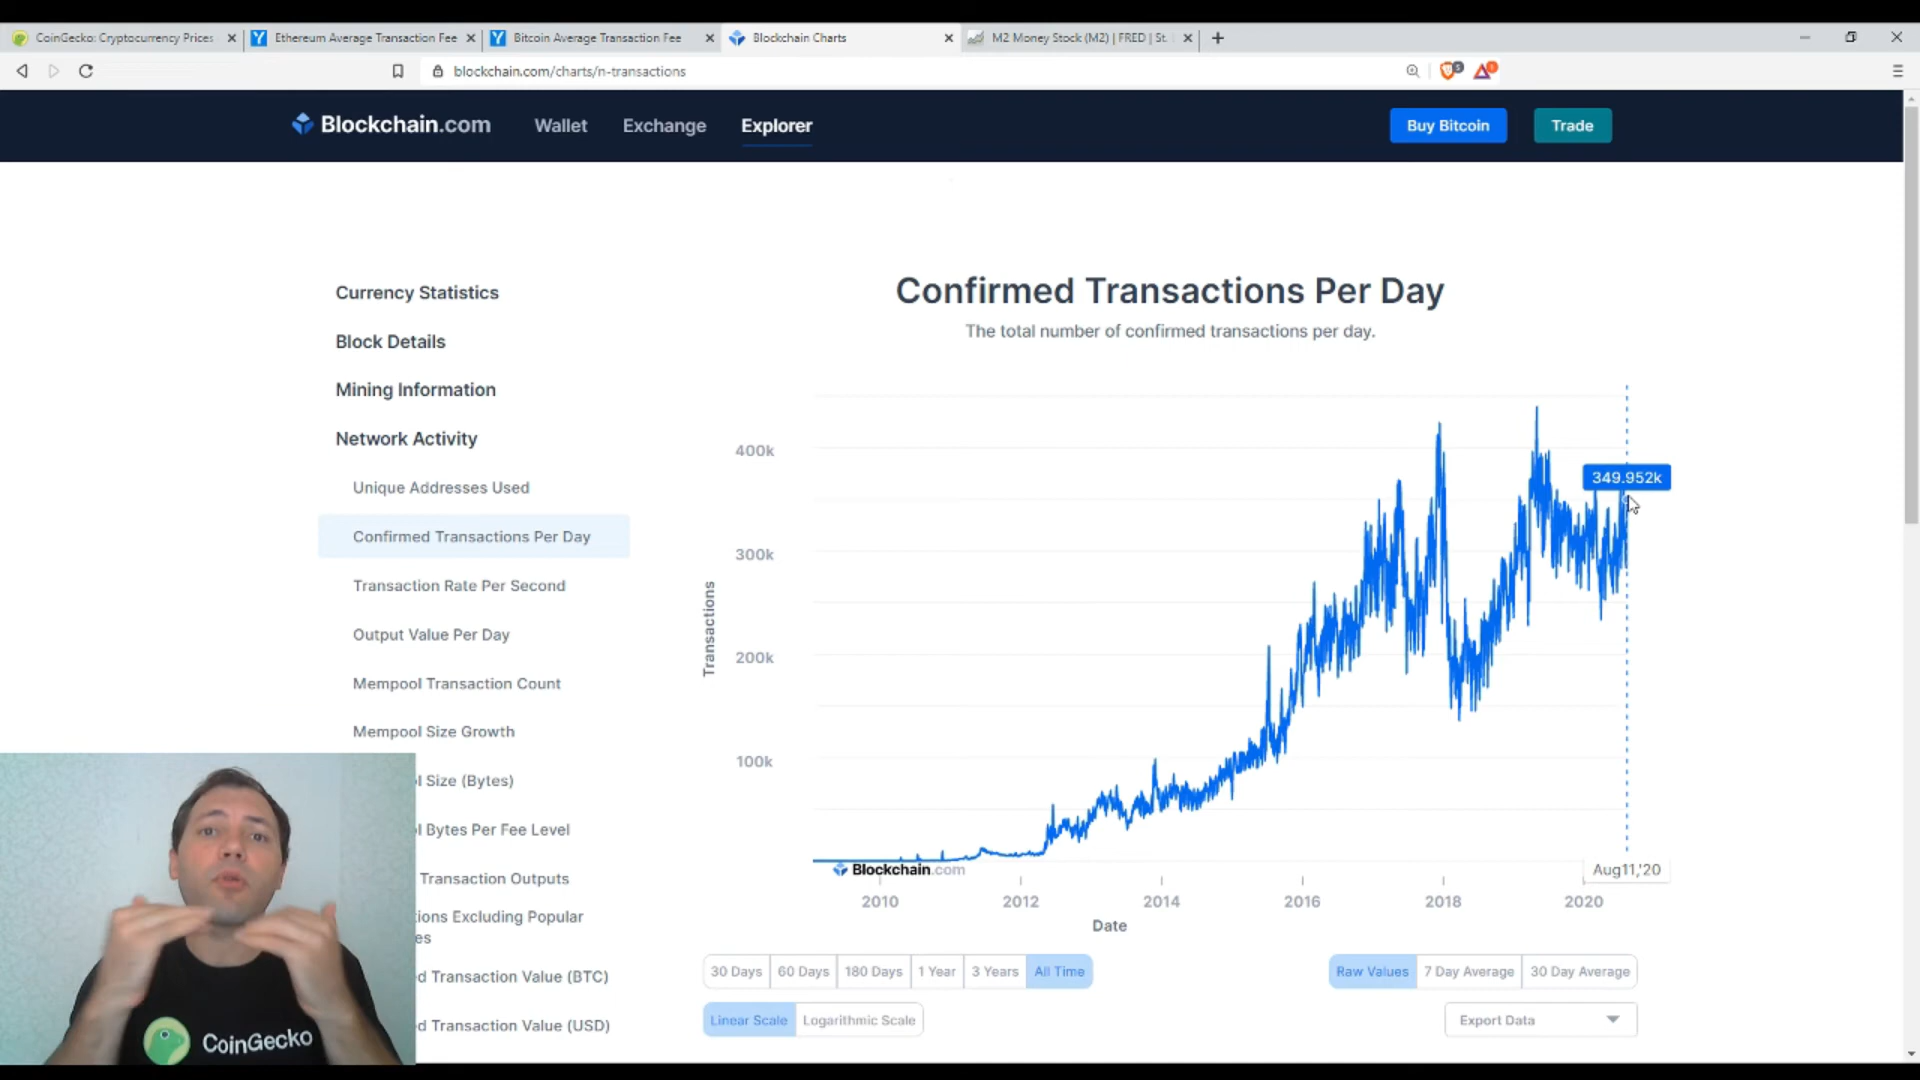 CoinGecko: Cryptocurrency Prices
Ethereum Average Transaction Fee
Bitcoin Average Transaction Fee
Blockchain Charts
M2 Money Stock (M2) | FRED | St.
blockchain.com/charts/n-transactions
Blockchain.com
Wallet
Exchange
Explorer
Buy Bitcoin
Trade
Currency Statistics
Block Details
Mining Information
Network Activity
Unique Addresses Used
Confirmed Transactions Per Day
Transaction Rate Per Second
Output Value Per Day
Mempool Transaction Count
Mempool Size Growth
l Size (Bytes)
l Bytes Per Fee Level
Transaction Outputs
ions Excluding Popular
es
d Transaction Value (BTC)
d Transaction Value (USD)
Confirmed Transactions Per Day
The total number of confirmed transactions per day.
400k
300k
200k
100k
Transactions
349.952k
Blockchain.com
Aug11,'20
2010
2012
2014
2016
2018
2020
Date
30 Days
60 Days
180 Days
1 Year
3 Years
All Time
Raw Values
7 Day Average
30 Day Average
Linear Scale
Logarithmic Scale
Export Data
CoinGecko